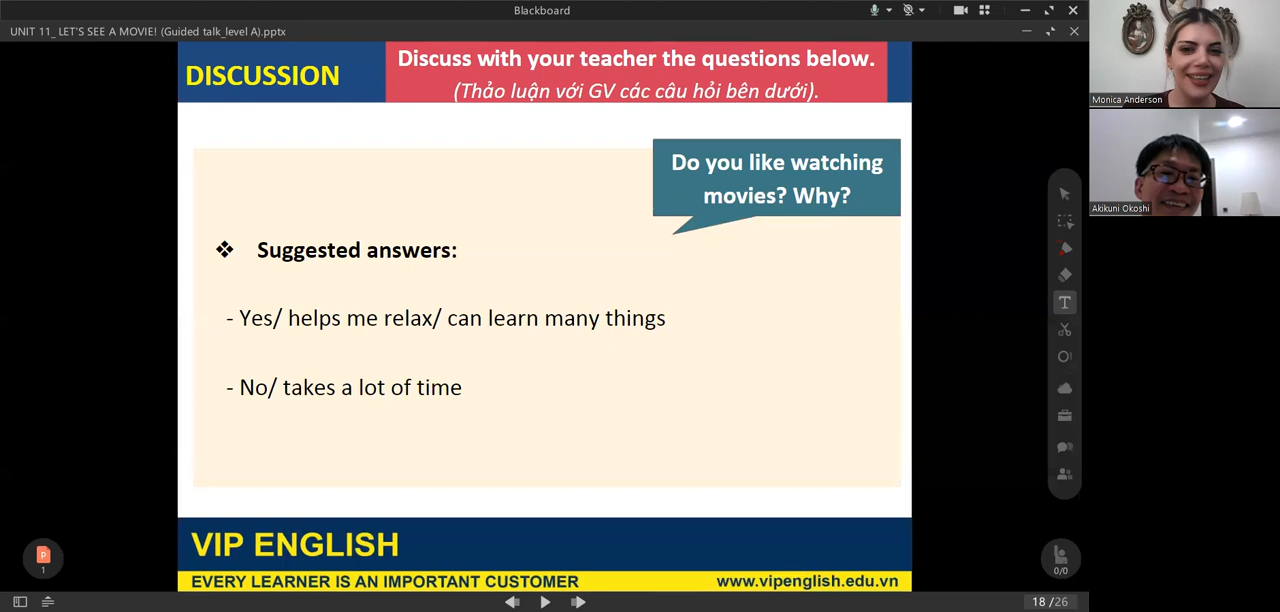 Blackboard
UNIT 11_ LET'S SEE A MOVIE! (Guided talk_level A).pptx
DISCUSSION
Discuss with your teacher the questions below.
(Thảo luận với GV các câu hỏi bên dưới).
Do you like watching
movies? Why?
❖ Suggested answers:
- Yes/ helps me relax/ can learn many things
- No/ takes a lot of time
VIP ENGLISH
EVERY LEARNER IS AN IMPORTANT CUSTOMER
www.vipenglish.edu.vn
Monica Anderson
Akikuni Okoshi
T
P
1
0/0
18 /26